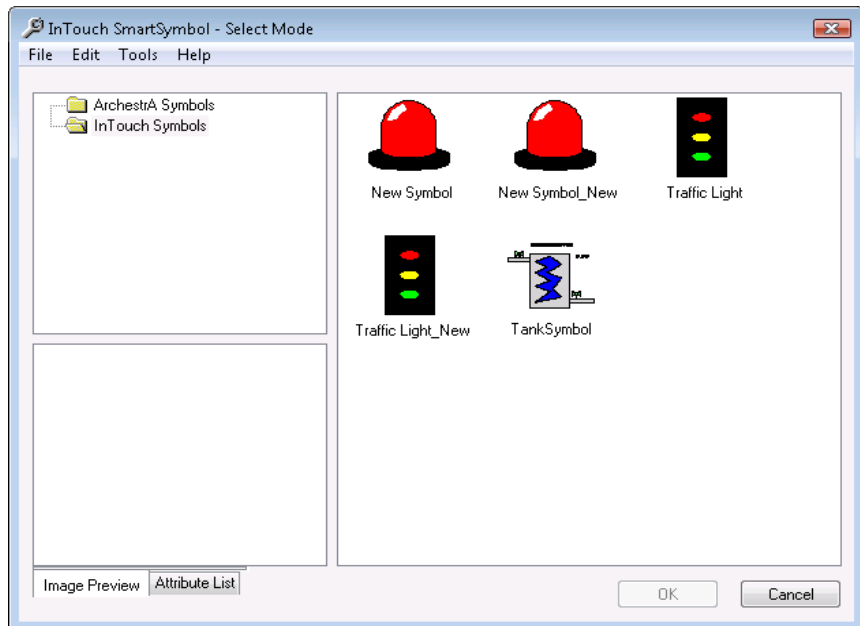 InTouch SmartSymbol - Select Mode
File Edit Tools Help
ArchestrA Symbols
InTouch Symbols
New Symbol
New Symbol_New
Traffic Light
Traffic Light_New
TankSymbol
Image Preview
Attribute List
OK
Cancel